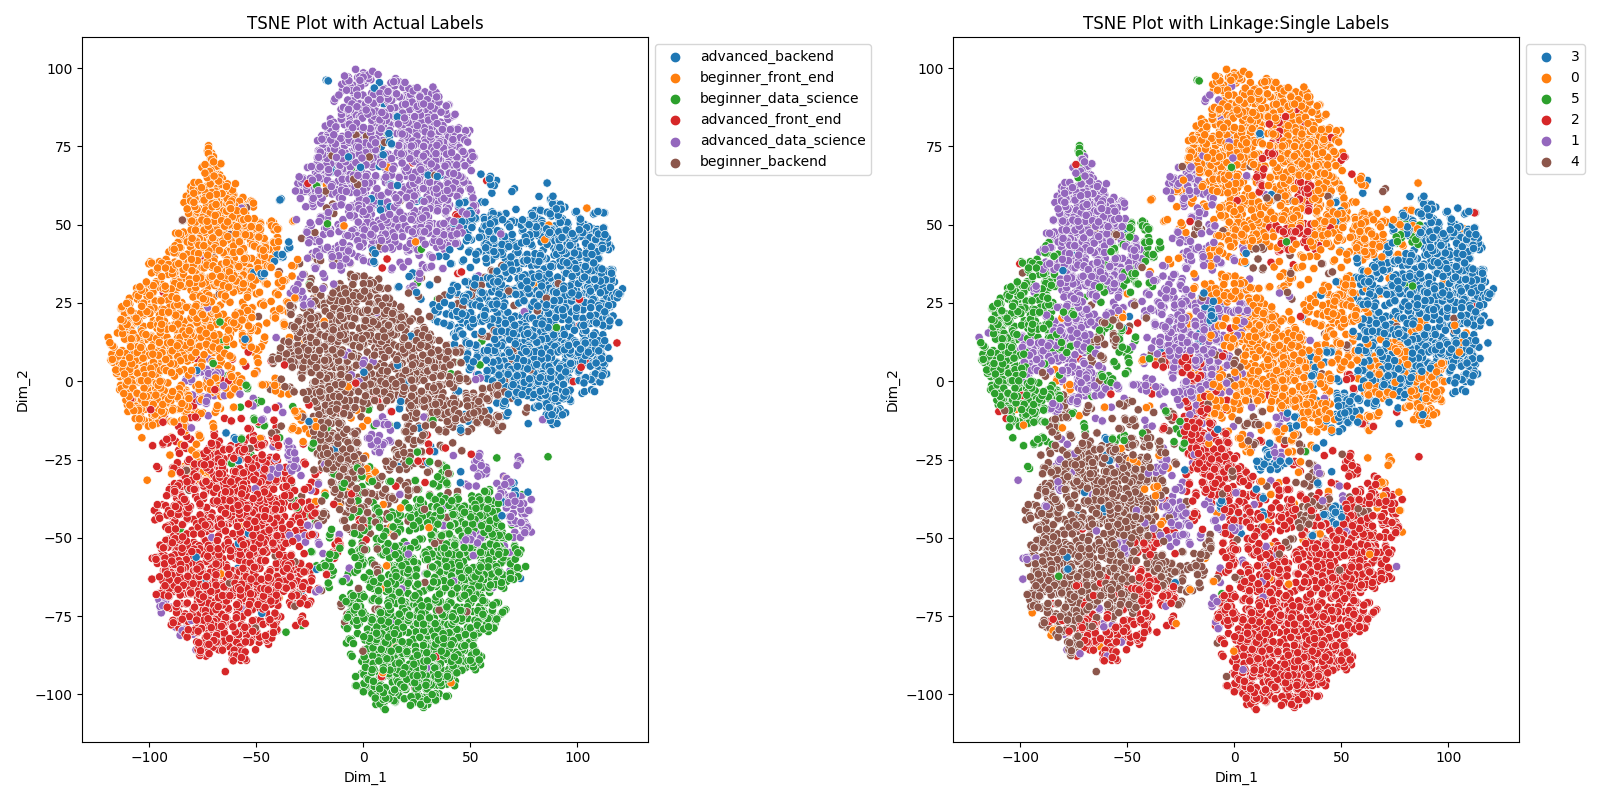 TSNE Plot with Actual Labels
100
75
50
25
0
−25
−50
−75
−100
Dim_2
−100
−50
0
50
100
Dim_1
advanced_backend
beginner_front_end
beginner_data_science
advanced_front_end
advanced_data_science
beginner_backend
TSNE Plot with Linkage:Single Labels
100
75
50
25
0
−25
−50
−75
−100
Dim_2
−100
−50
0
50
100
Dim_1
3
0
5
2
1
4